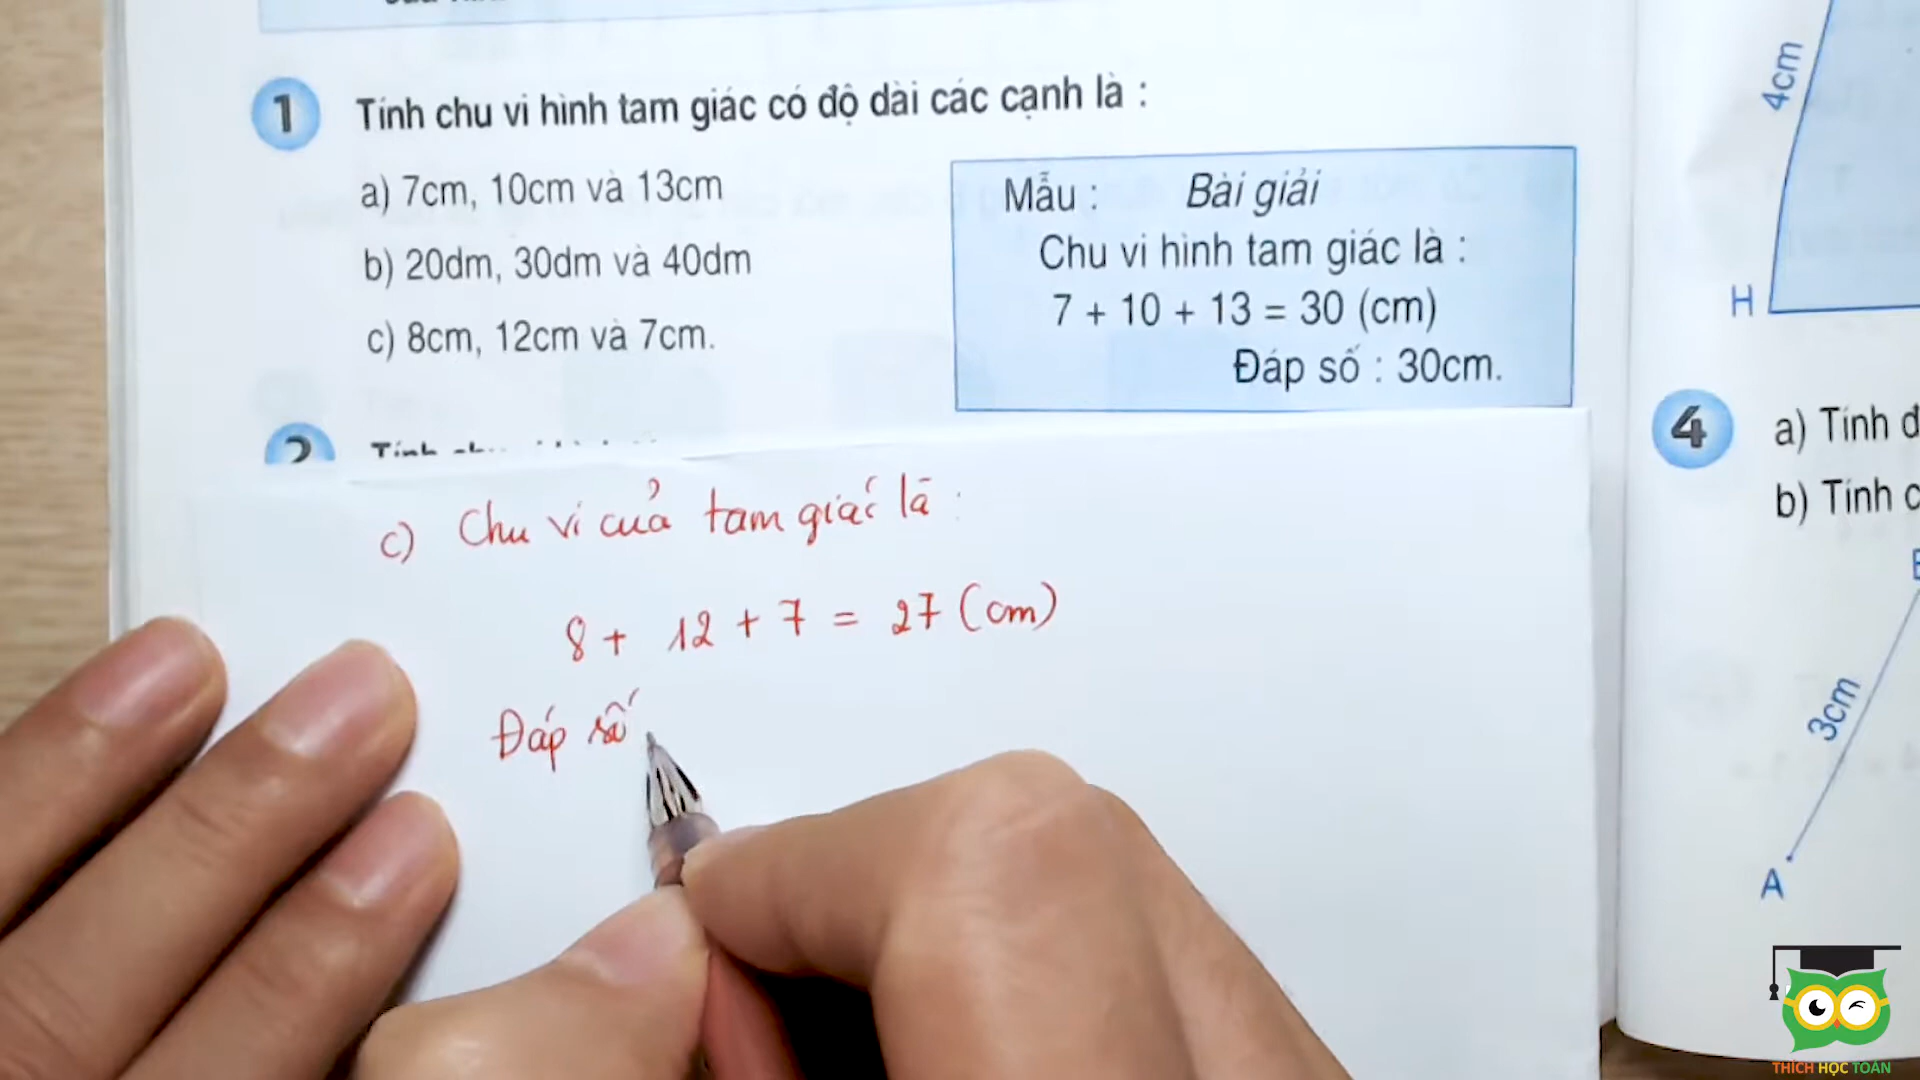 1 Tính chu vi hình tam giác có độ dài các cạnh là :
a) 7cm, 10cm và 13cm
b) 20dm, 30dm và 40dm
c) 8cm, 12cm và 7cm.
Mẫu : Bài giải
Chu vi hình tam giác là :
7 + 10 + 13 = 30 (cm)
Đáp số : 30cm.
2 Tính
c) Chu vi của tam giác là :
8 + 12 + 7 = 27 (cm)
Đáp số
4cm
H
4 a) Tính đ
b) Tính c
3cm
A
THÍCH HỌC TOÁN